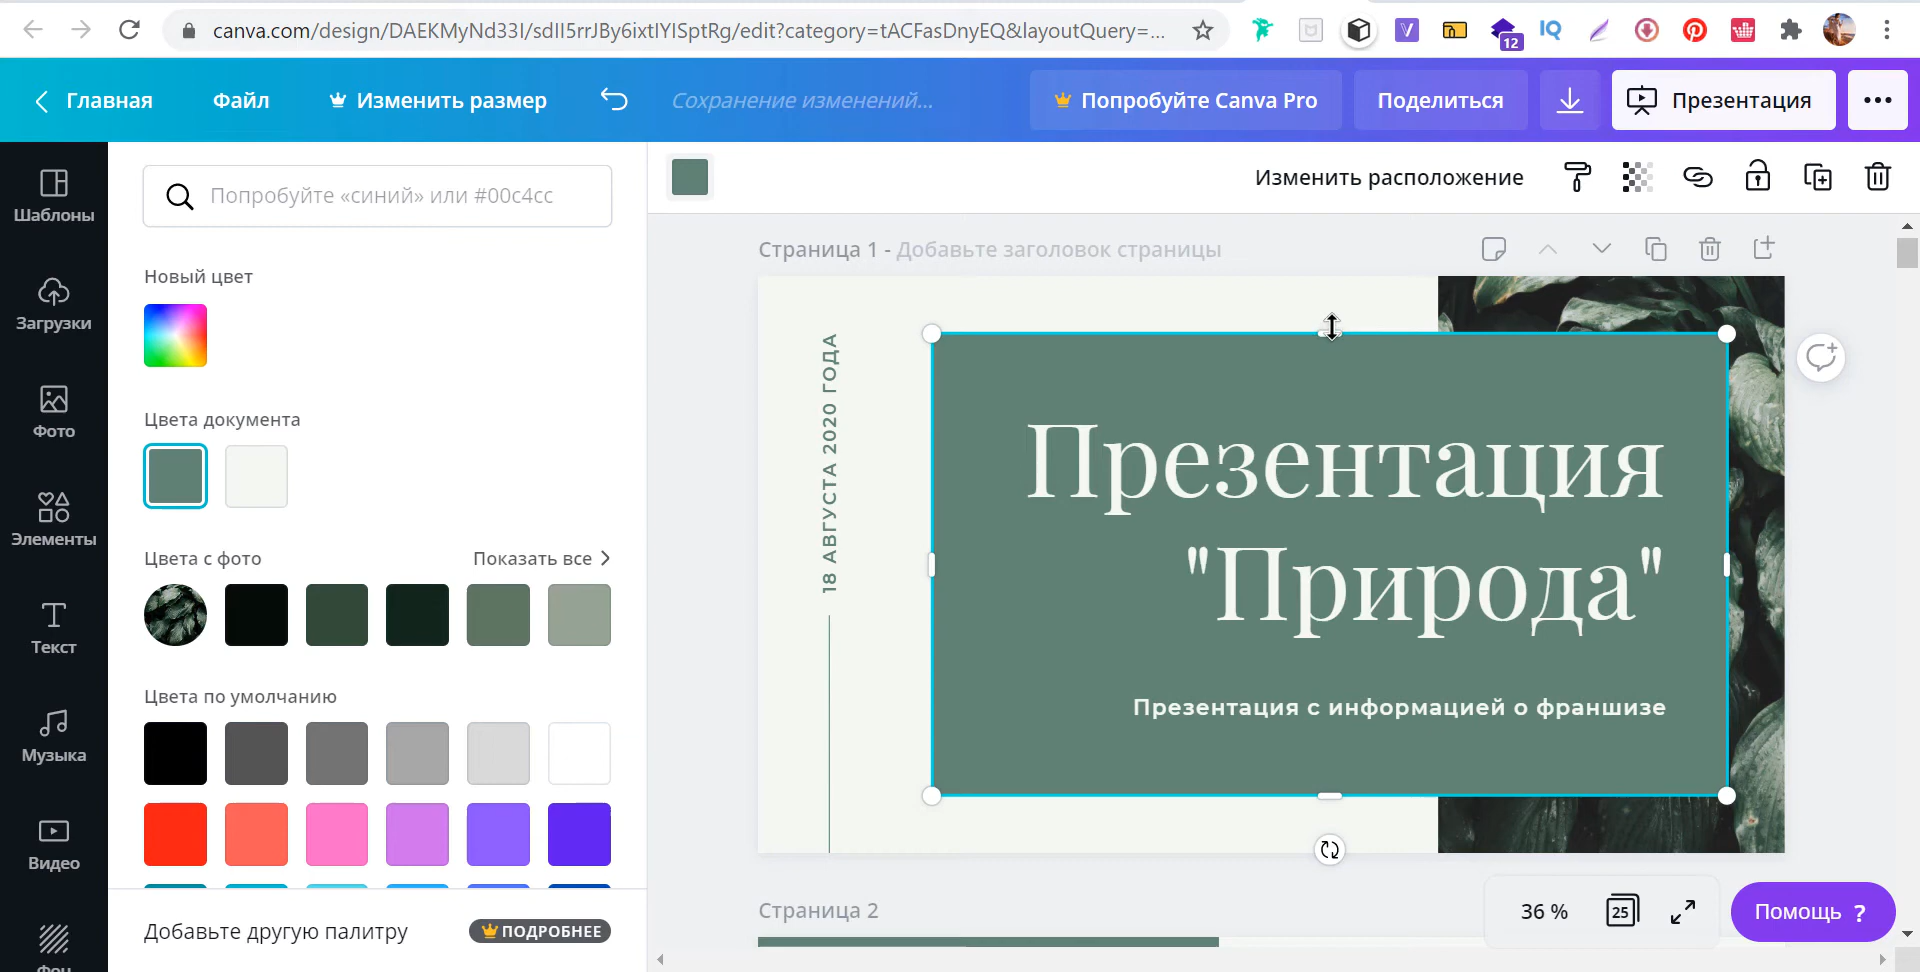 canva.com/design/DAEKMyNd33I/sdII5rrJBy6ixtIYISptRg/edit?category=tACFasDnyEQ&layoutQuery=...
12
IQ
Главная
Файл
Изменить размер
Сохранение изменений...
Попробуйте Canva Pro
Поделиться
Презентация
Шаблоны
Загрузки
Фото
Элементы
Текст
Музыка
Видео
Фон
Попробуйте «синий» или #00c4cc
Новый цвет
Цвета документа
Цвета с фото
Показать все
Цвета по умолчанию
Добавьте другую палитру
ПОДРОБНЕЕ
Изменить расположение
Страница 1 - Добавьте заголовок страницы
18 АВГУСТА 2020 ГОДА
Презентация
"Природа"
Презентация с информацией о франшизе
Страница 2
36 %
25
Помощь ?